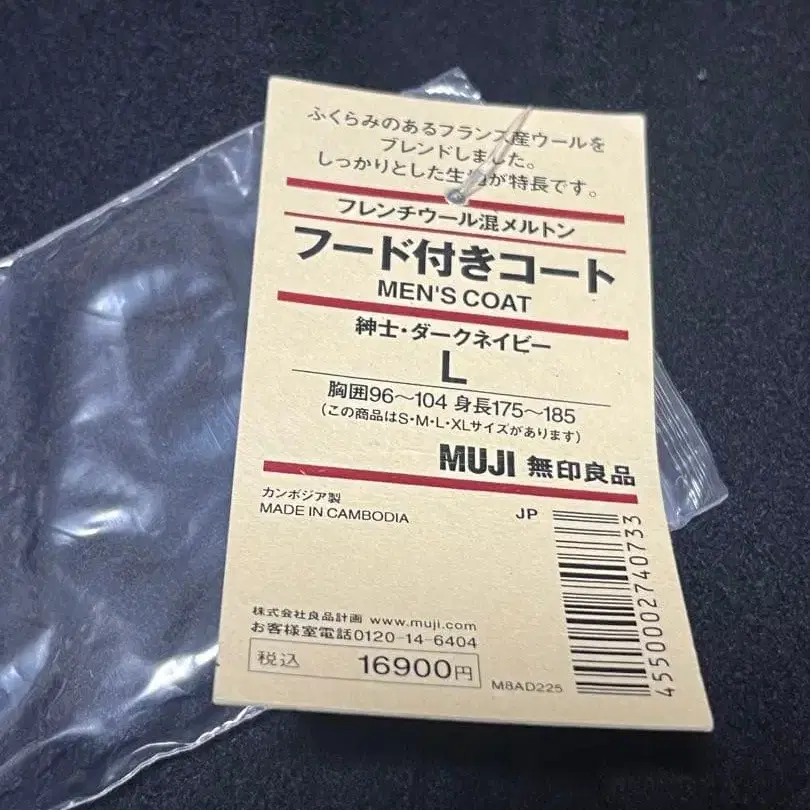 ふくらみのあるフランス産ウールを
ブレンドしました。
しっかりとした生地が特長です。
フレンチウール混メルトン
フード付きコート
MEN'S COAT
紳士・ダークネイビー
L
胸囲96〜104 身長175〜185
(この商品はS・M・L・XLサイズがあります)
MUJI 無印良品
カンボジア製
MADE IN CAMBODIA
JP
4550002740733
株式会社良品計画 www.muji.com
お客様室電話0120-14-6404
税込 16900円
M8AD225